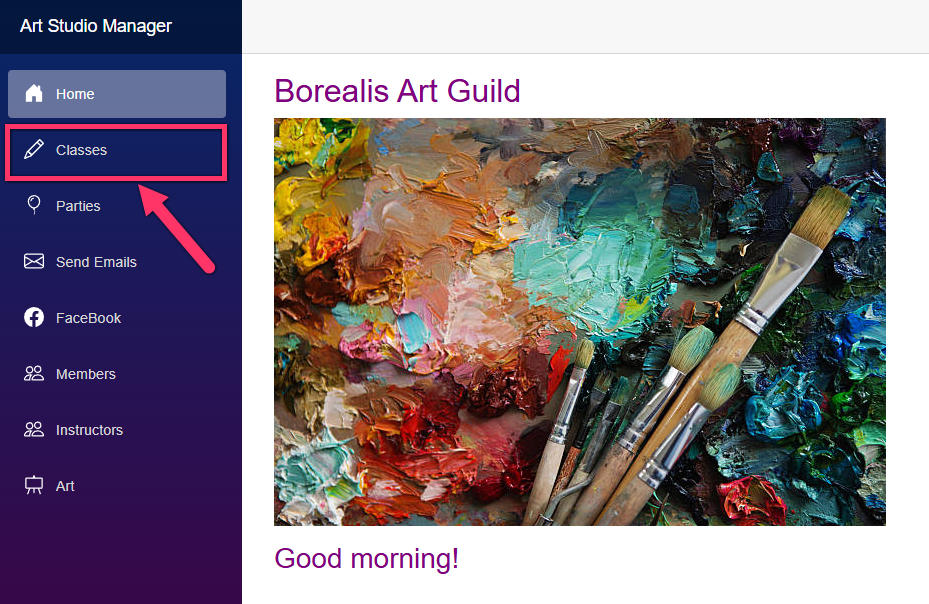 Art Studio Manager
Home
Classes
Parties
Send Emails
FaceBook
Members
Instructors
Art
Borealis Art Guild
Good morning!